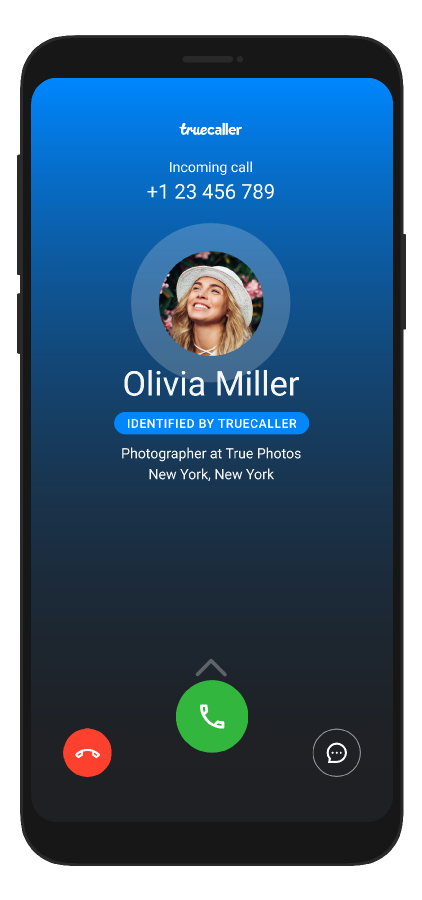 truecaller
Incoming call
+1 23 456 789
Olivia Miller
IDENTIFIED BY TRUECALLER
Photographer at True Photos
New York, New York